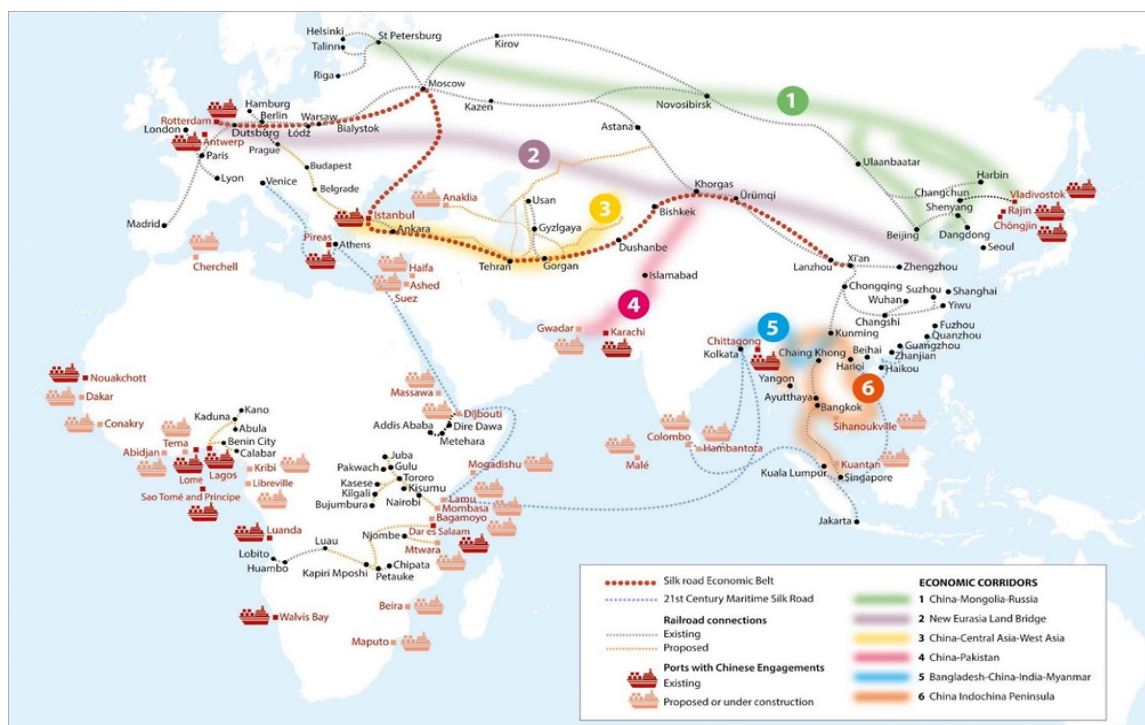 Helsinki
St Petersburg
Talinn
Kirov
Riga
Moscow
Kazen
Novosibirsk
1
Hamburg
Berlin
Rotterdam
Warsaw
London
Dutsburg
Łódź
Bialystok
Antwerp
Prague
Paris
Astana
2
Ulaanbaatar
Harbin
Budapest
Lyon
Venice
Belgrade
Anaklia
Usan
Khorgas
Ürümqi
Changchun
Vladivostok
Shenyang
Rajin
Chôngjin
Madrid
Istanbul
Ankara
3
Bishkek
Gyzlgaya
Beijing
Dangdong
Seoul
Pireas
Athens
Dushanbe
Cherchell
Haifa
Ashed
Suez
Tehran
Gorgan
Lanzhou
Xi'an
Zhengzhou
Islamabad
Chongqing
Suzhou
Shanghai
Wuhan
Yiwu
4
Changshi
Gwadar
Karachi
5
Kunming
Fuzhou
Quanzhou
Chittagong
Kolkata
Chaing Khong
Beihai
Guangzhou
Zhanjian
Hanoi
Haikou
Yangon
6
Nouakchott
Dakar
Conakry
Massawa
Djibouti
Ayutthaya
Bangkok
Sihanoukville
Kano
Kaduna
Abula
Addis Ababa
Dire Dawa
Metehara
Tema
Benin City
Calabar
Abidjan
Lome
Lagos
Kribi
Libreville
Sao Tomé and Principe
Colombo
Hambantota
Malé
Kuala Lumpur
Kuantan
Singapore
Jakarta
Juba
Gulu
Pakwach
Mogadishu
Tororo
Kasese
Kisumu
Kilgali
Nairobi
Bujumbura
Lamu
Mombasa
Bagamoyo
Luanda
Njombe
Dar es Salaam
Mtwara
Luau
Lobito
Huambo
Chipata
Kapiri Mposhi
Petauke
Walvis Bay
Beira
Maputo
Silk road Economic Belt
21st Century Maritime Silk Road
Railroad connections
Existing
Proposed
Ports with Chinese Engagements
Existing
Proposed or under construction
ECONOMIC CORRIDORS
1 China-Mongolia-Russia
2 New Eurasia Land Bridge
3 China-Central Asia-West Asia
4 China-Pakistan
5 Bangladesh-China-India-Myanmar
6 China Indochina Peninsula